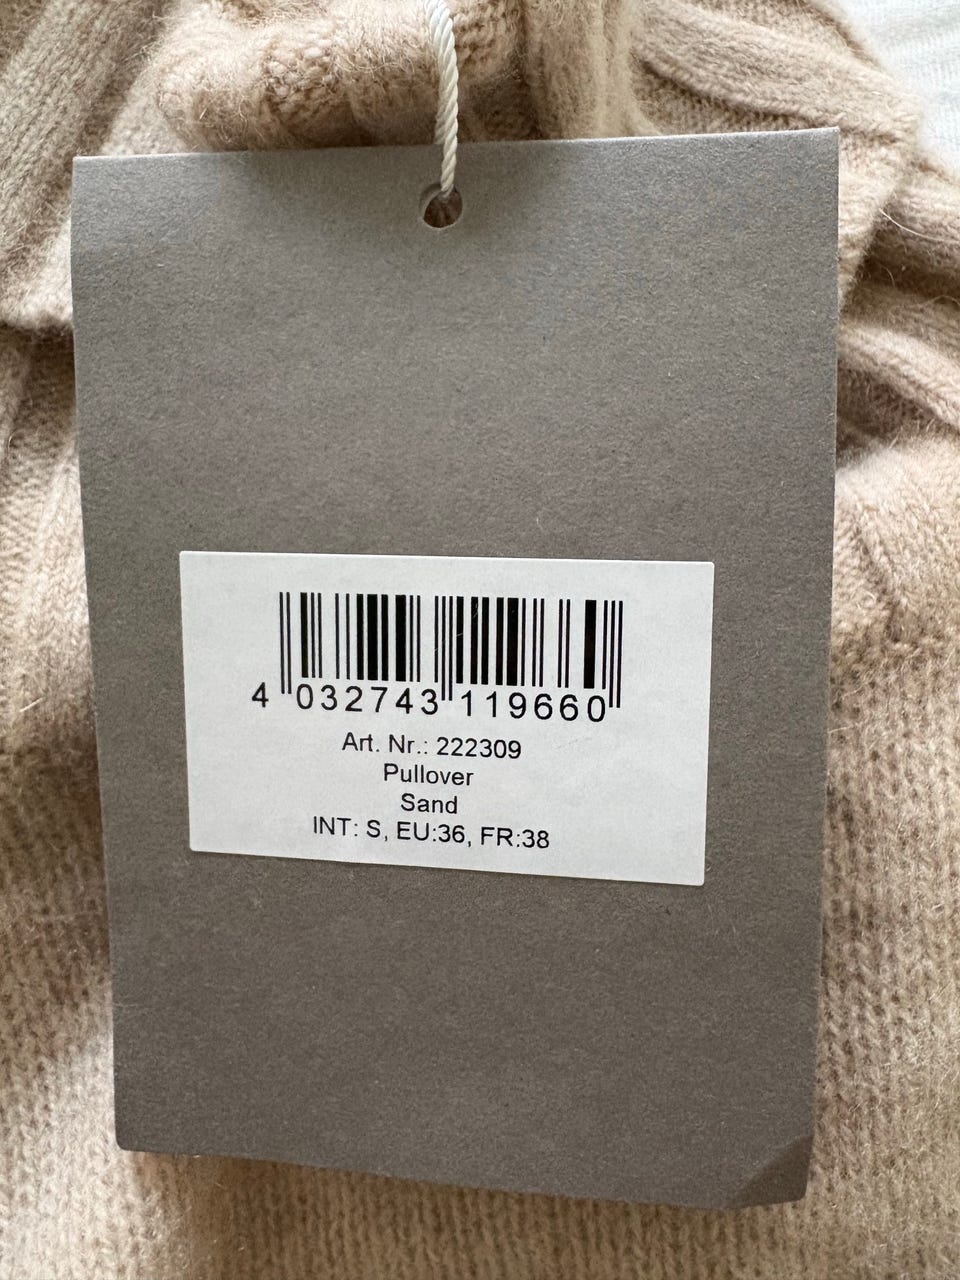 4 032743 119660
Art. Nr.: 222309
Pullover
Sand
INT: S, EU:36, FR:38